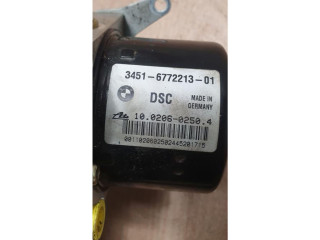 3451-6772213-01
DSC
MADE IN
GERMANY
10.0206-0250.4